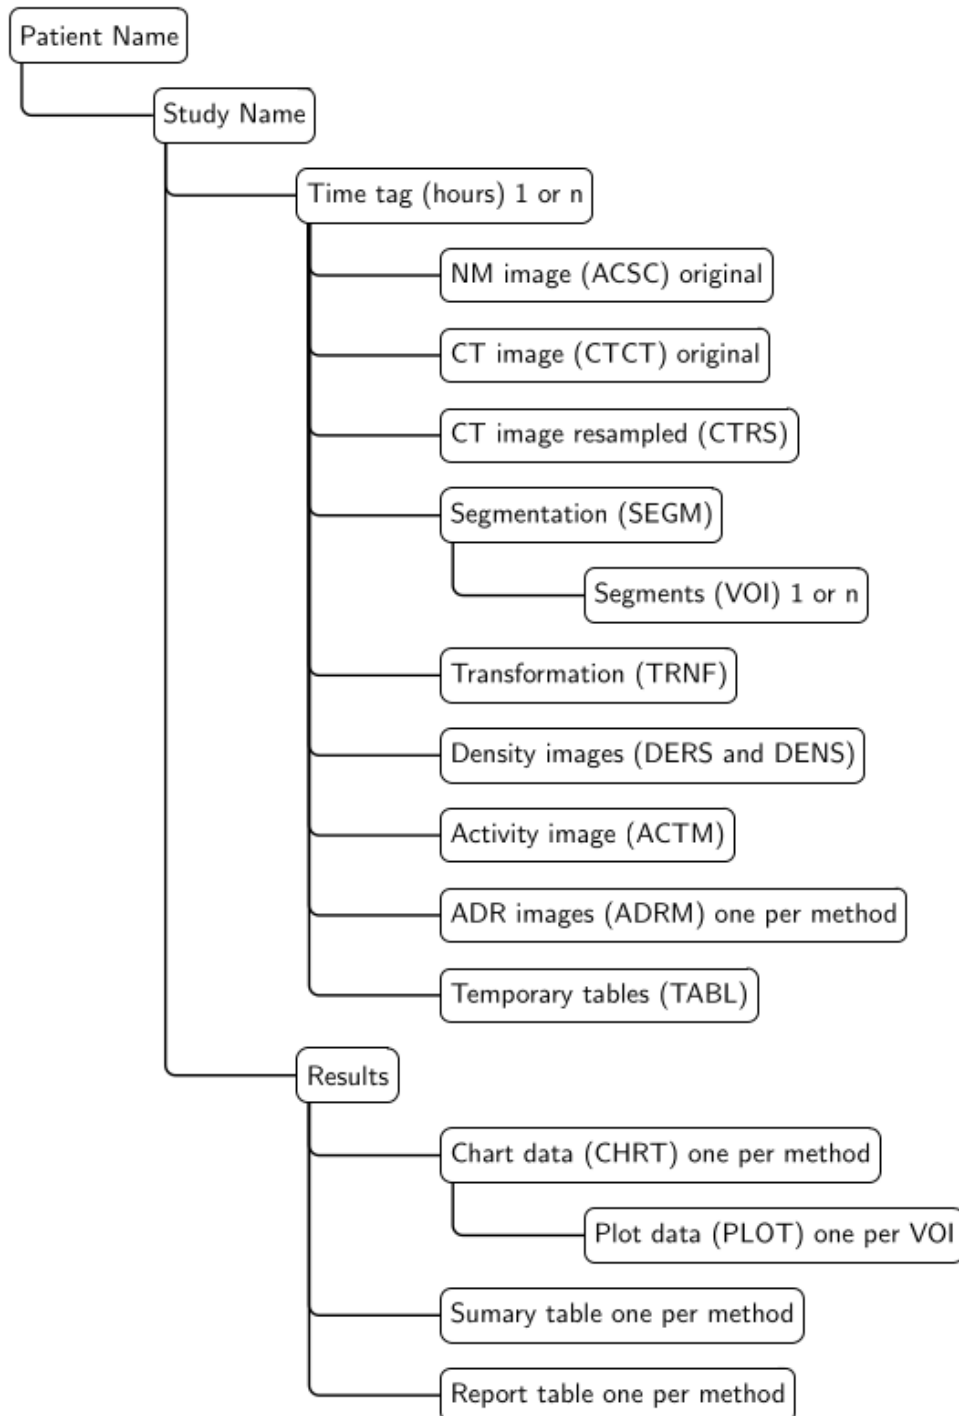 Patient Name
Study Name
Time tag (hours) 1 or n
NM image (ACSC) original
CT image (CTCT) original
CT image resampled (CTRS)
Segmentation (SEGM)
Segments (VOI) 1 or n
Transformation (TRNF)
Density images (DERS and DENS)
Activity image (ACTM)
ADR images (ADRM) one per method
Temporary tables (TABL)
Results
Chart data (CHRT) one per method
Plot data (PLOT) one per VOI
Sumary table one per method
Report table one per method